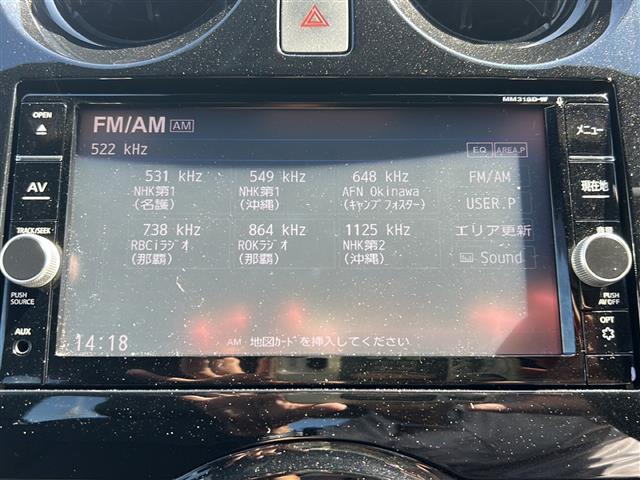 MM319D-W
OPEN
メニュー
FM/AM AM
522 kHz
EQ AREA.P
531 kHz
NHK第1
(名護)
549 kHz
NHK第1
(沖縄)
648 kHz
AFN Okinawa
(ｷｬﾝﾌﾟﾌｫｽﾀｰ)
FM/AM
USER.P
738 kHz
RBCiﾗｼﾞｵ
(那覇)
864 kHz
ROKﾗｼﾞｵ
(那覇)
1125 kHz
NHK第2
(沖縄)
エリア更新
Sound
AV
現在地
TRACK/SEEK
PUSH
SOURCE
PUSH
AV OFF
AUX
OPT
14:18
AM 地図ｶｰﾄﾞを挿入してください